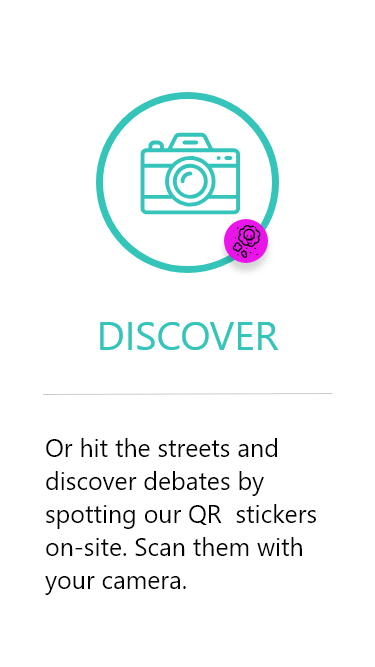 DISCOVER
Or hit the streets and
discover debates by
spotting our QR  stickers
on-site. Scan them with
your camera.